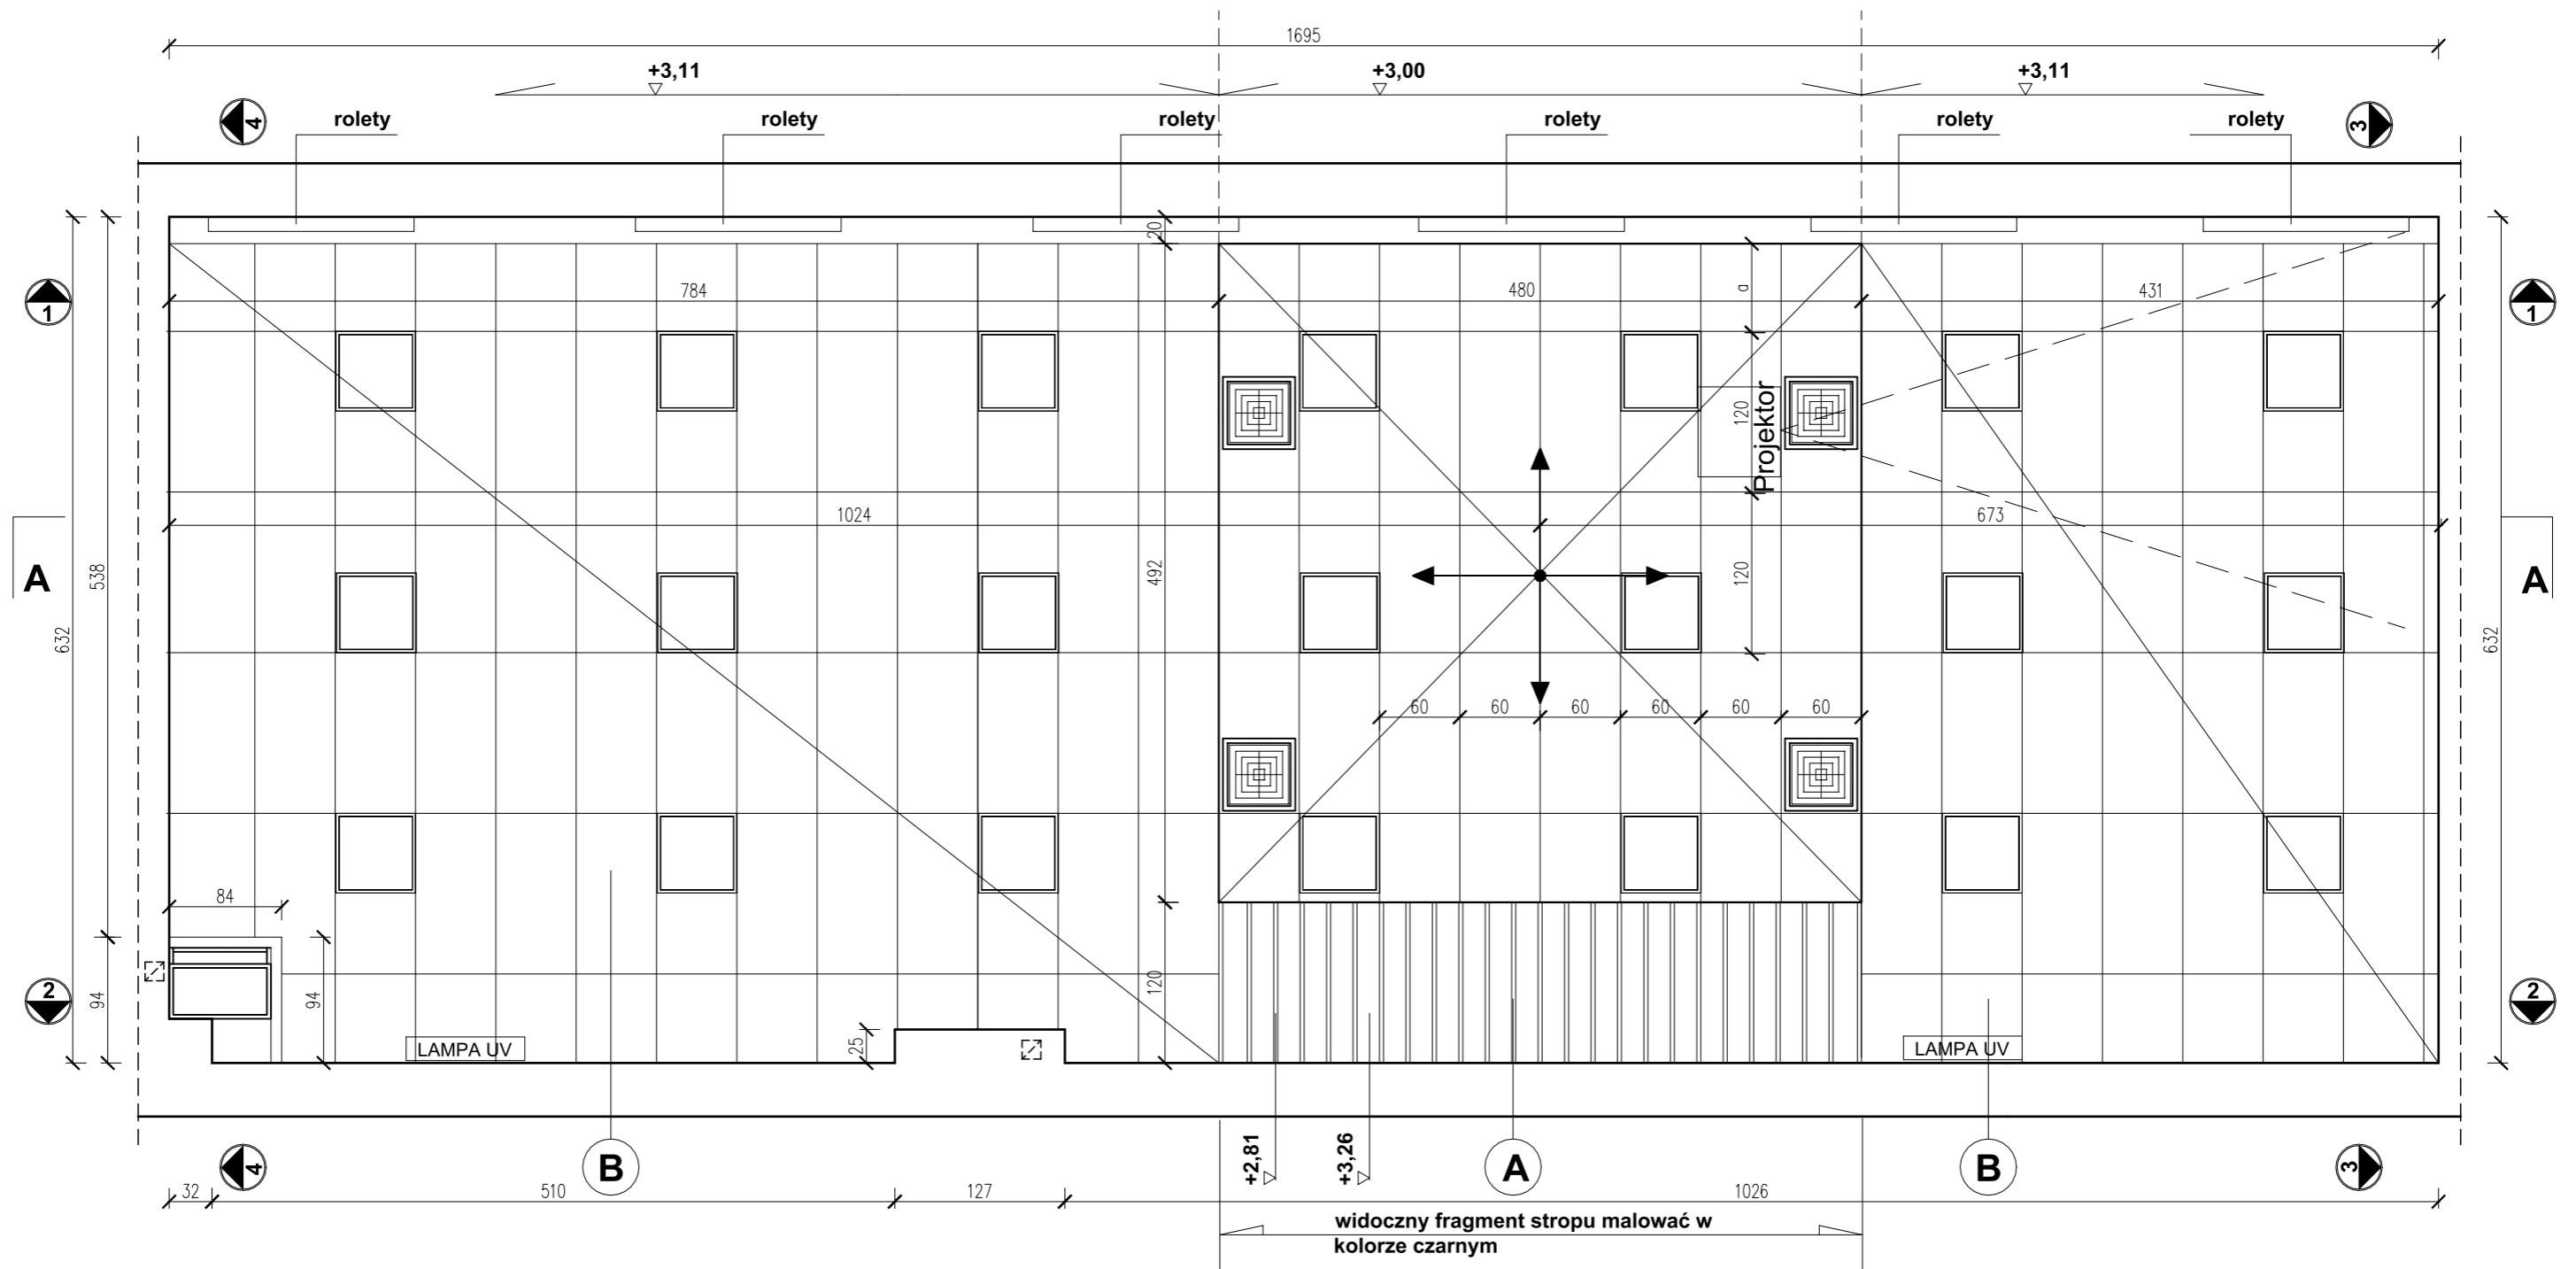 1695
+3,11
+3,00
+3,11
4
3
rolety
rolety
rolety
rolety
rolety
rolety
20
784
480
a
431
1
1
120
Projektor
1024
673
A
A
538
492
120
632
632
60
60
60
60
60
60
84
94
94
120
2
2
25
LAMPA UV
LAMPA UV
+2,81
+3,26
4
B
A
B
3
32
510
127
1026
widoczny fragment stropu malować w
kolorze czarnym